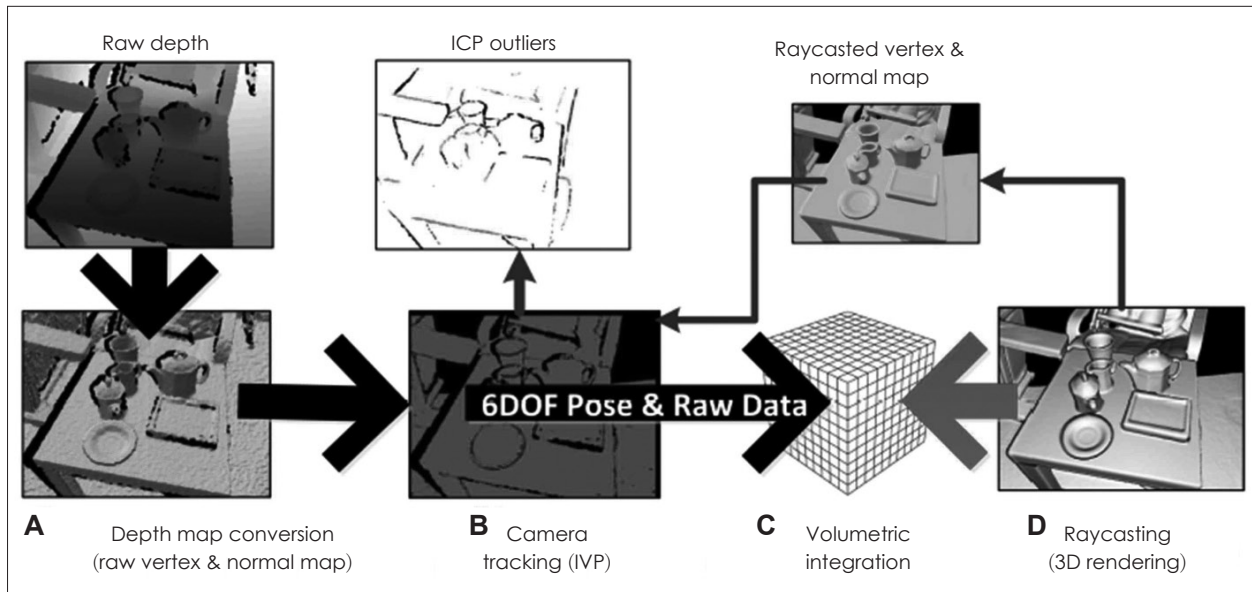 Raw depth
ICP outliers
Raycasted vertex &
normal map
6DOF Pose & Raw Data
A
Depth map conversion
(raw vertex & normal map)
B
Camera
tracking (IVP)
C
Volumetric
integration
D
Raycasting
(3D rendering)